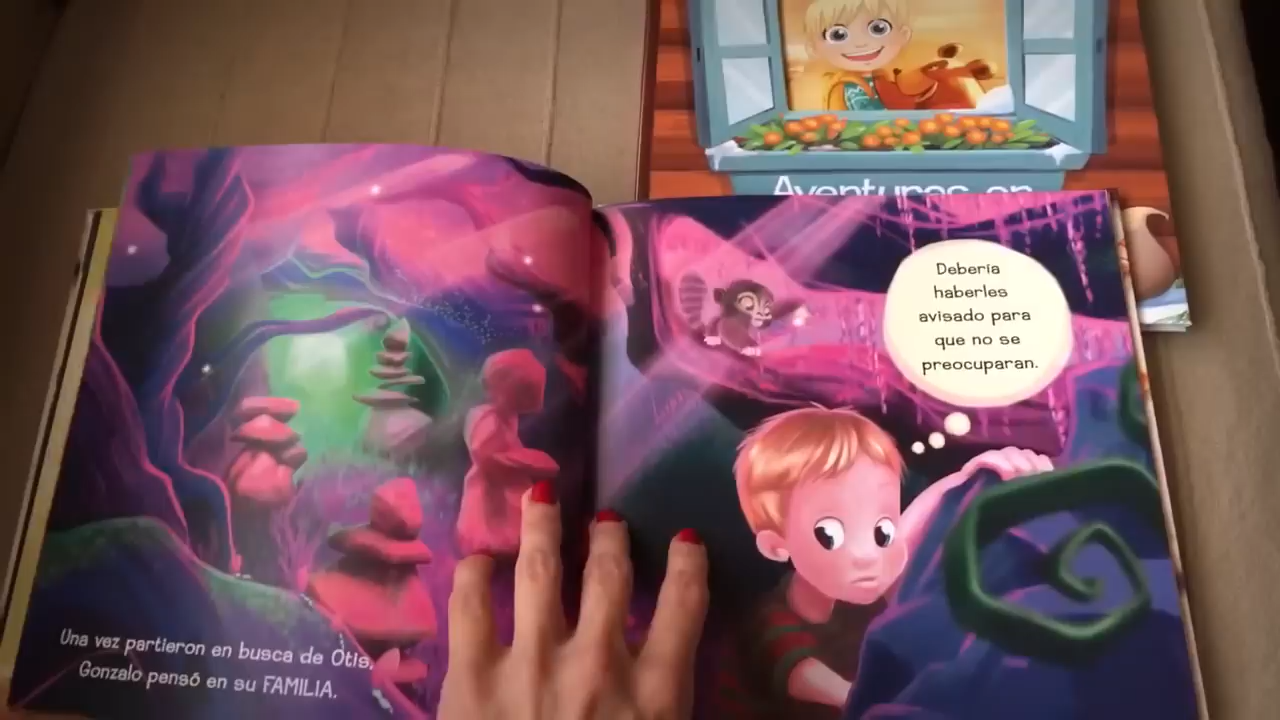 Aventuras en
Debería
haberles
avisado para
que no se
preocuparan.
Una vez partieron en busca de Otis,
Gonzalo pensó en su FAMILIA.